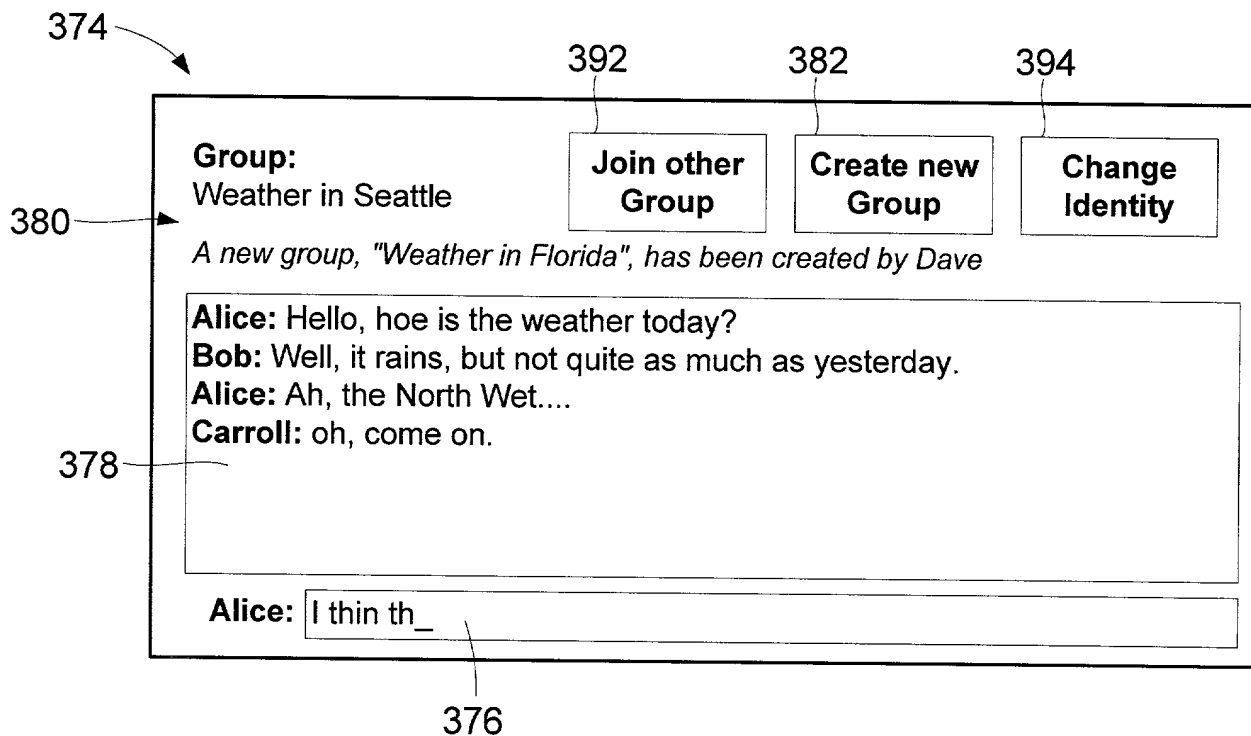 374
392 382 394
Group:
Weather in Seattle
Join other
Group
Create new
Group
Change
Identity
380
A new group, "Weather in Florida", has been created by Dave
Alice: Hello, hoe is the weather today?
Bob: Well, it rains, but not quite as much as yesterday.
Alice: Ah, the North Wet....
Carroll: oh, come on.
378
Alice: I thin th_
376